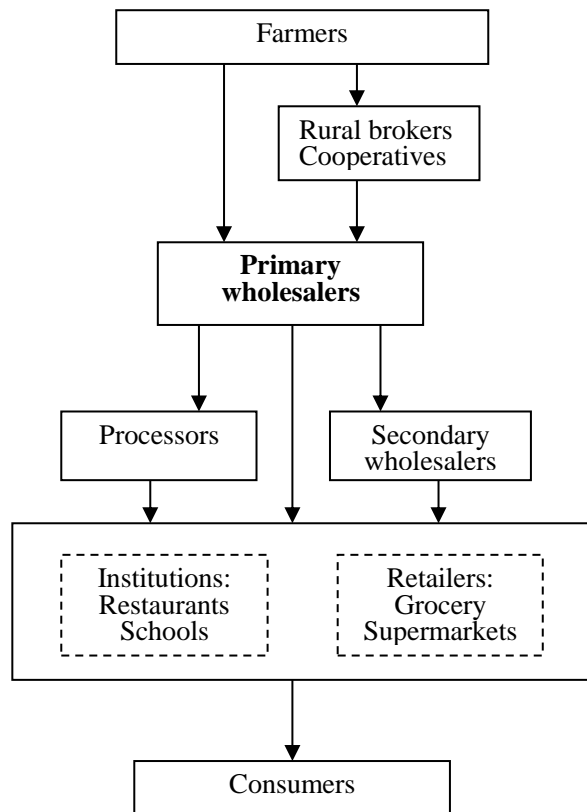 Farmers
Rural brokers
Cooperatives
Primary
wholesalers
Processors
Secondary
wholesalers
Institutions:
Restaurants
Schools
Retailers:
Grocery
Supermarkets
Consumers